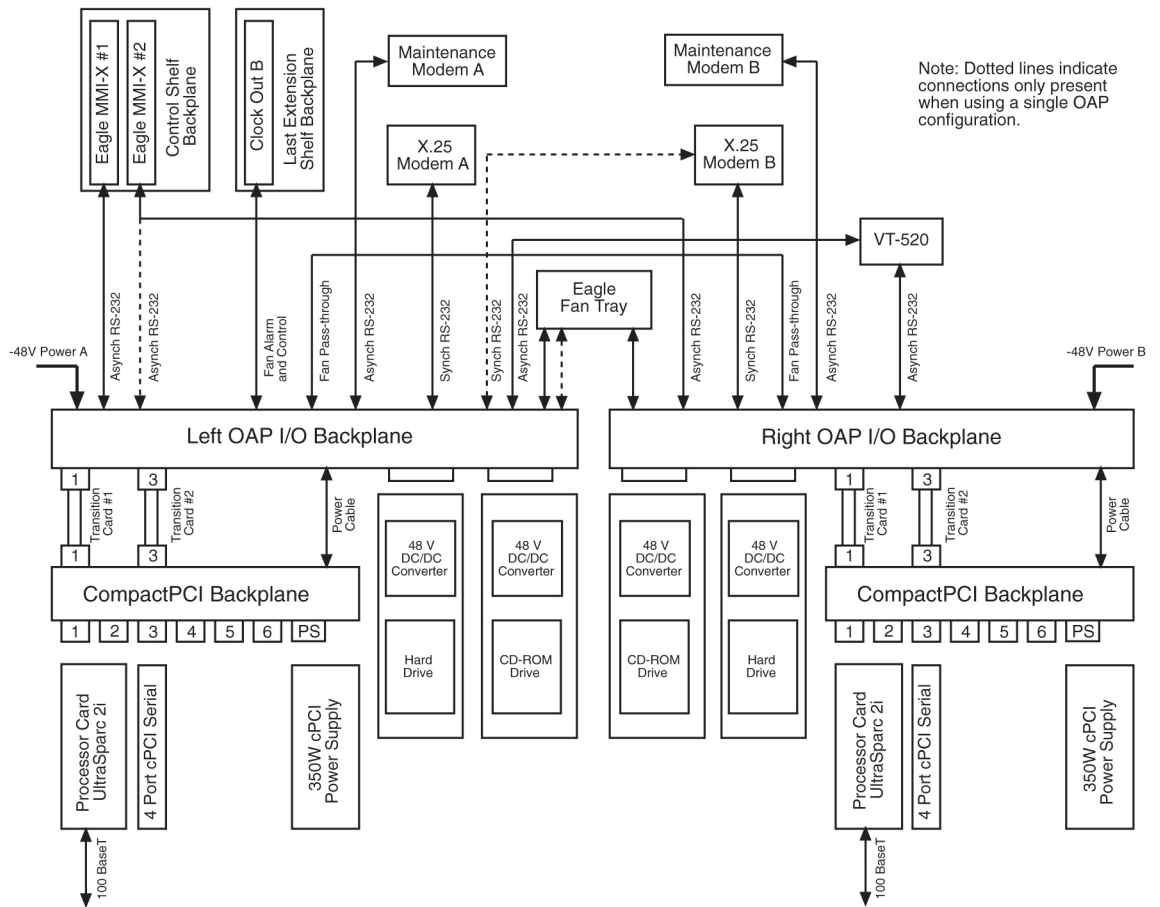 Eagle MMI-X #1
Eagle MMI-X #2
Control Shelf
Backplane
Clock Out B
Last Extension
Shelf Backplane
Maintenance
Modem A
Maintenance
Modem B
Note: Dotted lines indicate
connections only present
when using a single OAP
configuration.
X.25
Modem A
X.25
Modem B
VT-520
Eagle
Fan Tray
-48V Power A
Asynch RS-232
Asynch RS-232
Fan Alarm
and Control
Fan Pass-through
Asynch RS-232
Synch RS-232
Synch RS-232
Asynch RS-232
Asynch RS-232
Synch RS-232
Fan Pass-through
Asynch RS-232
Asynch RS-232
-48V Power B
Left OAP I/O Backplane
Right OAP I/O Backplane
1
3
1
3
Transition
Card #1
Transition
Card #2
Power
Cable
Transition
Card #1
Transition
Card #2
Power
Cable
1
3
1
3
48 V
DC/DC
Converter
48 V
DC/DC
Converter
48 V
DC/DC
Converter
48 V
DC/DC
Converter
CompactPCI Backplane
CompactPCI Backplane
1 2 3 4 5 6 PS
1 2 3 4 5 6 PS
Hard
Drive
CD-ROM
Drive
CD-ROM
Drive
Hard
Drive
Processor Card
UltraSparc 2i
4 Port cPCI Serial
350W cPCI
Power Supply
Processor Card
UltraSparc 2i
4 Port cPCI Serial
350W cPCI
Power Supply
100 BaseT
100 BaseT